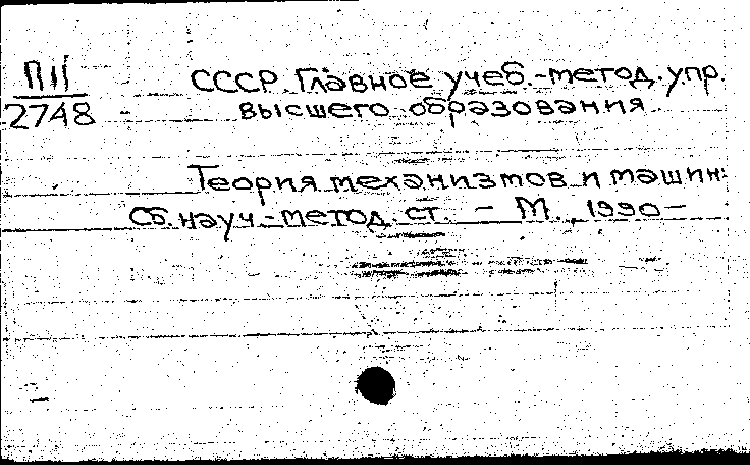 П11
2748
СССР. Главное учеб.-метод. упр.
высшего образования
Теория механизмов и машин:
Сб. науч.-метод. ст. - М., 1990-